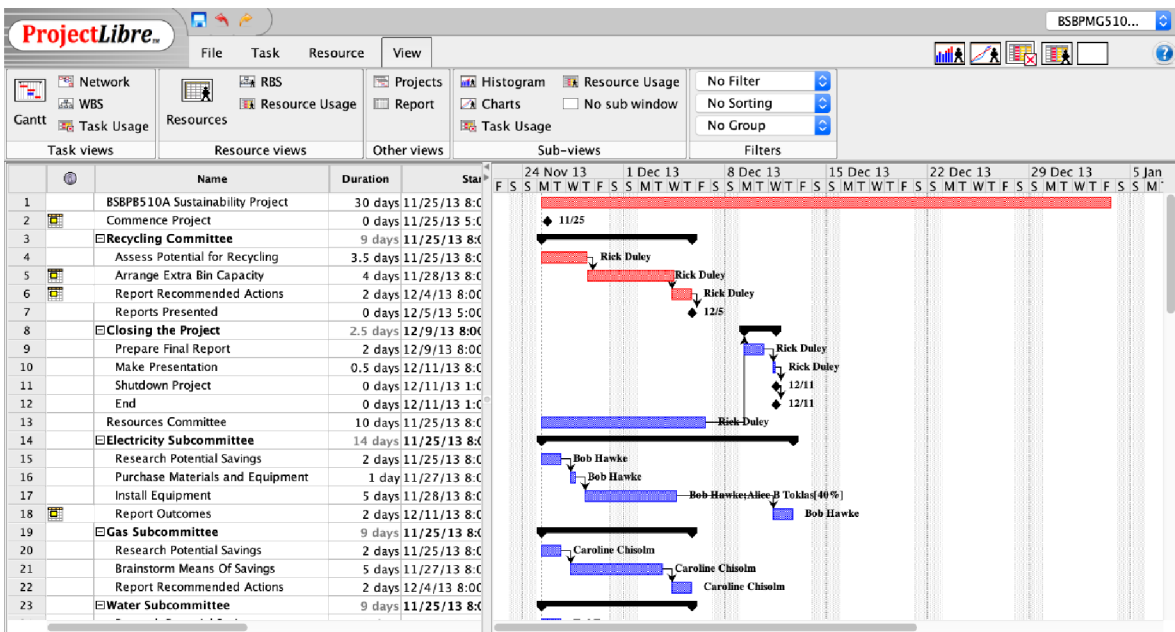 BSBPMG510...
ProjectLibre
File Task Resource View
Network RBS Projects Histogram Resource Usage No Filter
WBS Resource Usage Report Charts No sub window No Sorting
Gantt Task Usage Resources Task Usage No Group
Task views Resource views Other views Sub-views Filters
24 Nov 13 1 Dec 13 8 Dec 13 15 Dec 13 22 Dec 13 29 Dec 13 5 Jan
Name Duration Star F S S M T W T F S S M T W T F S S M T W T F S S M T W T F S S M T W T F S S M T W T F S S M T
1 BSBPB510A Sustainability Project 30 days 11/25/13 8:0
2 Commence Project 0 days 11/25/13 5:0 11/25
3 Recycling Committee 9 days 11/25/13 8:0
4 Assess Potential for Recycling 3.5 days 11/25/13 8:0 Rick Duley
5 Arrange Extra Bin Capacity 4 days 11/28/13 8:0 Rick Duley
6 Report Recommended Actions 2 days 12/4/13 8:00 Rick Duley
7 Reports Presented 0 days 12/5/13 5:00 12/5
8 Closing the Project 2.5 days 12/9/13 8:00
9 Prepare Final Report 2 days 12/9/13 8:00 Rick Duley
10 Make Presentation 0.5 days 12/11/13 8:0 Rick Duley
11 Shutdown Project 0 days 12/11/13 1:0 12/11
12 End 0 days 12/11/13 1:0 12/11
13 Resources Committee 10 days 11/25/13 8:0 Rick Duley
14 Electricity Subcommittee 14 days 11/25/13 8:0
15 Research Potential Savings 2 days 11/25/13 8:0 Bob Hawke
16 Purchase Materials and Equipment 1 day 11/27/13 8:0 Bob Hawke
17 Install Equipment 5 days 11/28/13 8:0 Bob Hawke;Alice B Toklas[40%]
18 Report Outcomes 2 days 12/11/13 8:0 Bob Hawke
19 Gas Subcommittee 9 days 11/25/13 8:0
20 Research Potential Savings 2 days 11/25/13 8:0 Caroline Chisolm
21 Brainstorm Means Of Savings 5 days 11/27/13 8:0 Caroline Chisolm
22 Report Recommended Actions 2 days 12/4/13 8:00 Caroline Chisolm
23 Water Subcommittee 9 days 11/25/13 8:0